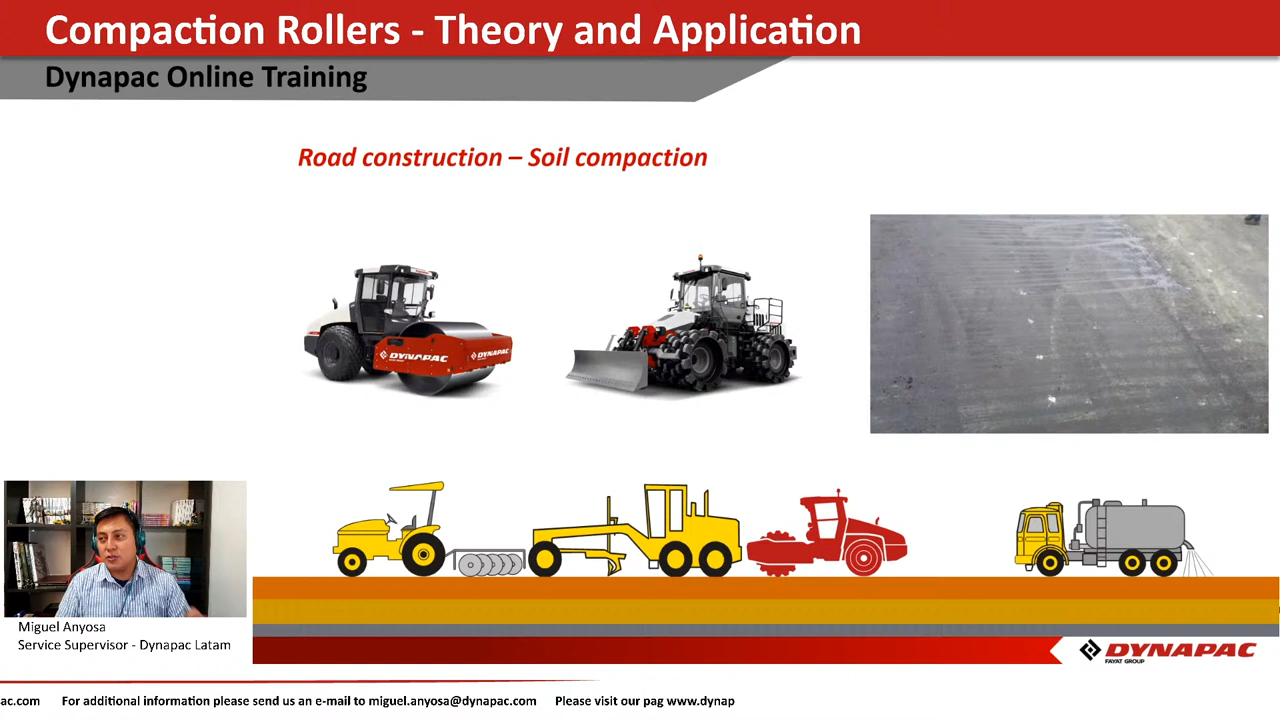 Compaction Rollers - Theory and Application
Dynapac Online Training
Road construction – Soil compaction
DYNAPAC
DYNAPAC
Miguel Anyosa
Service Supervisor - Dynapac Latam
DYNAPAC
FAYAT GROUP
ac.com For additional information please send us an e-mail to miguel.anyosa@dynapac.com Please visit our pag www.dynap